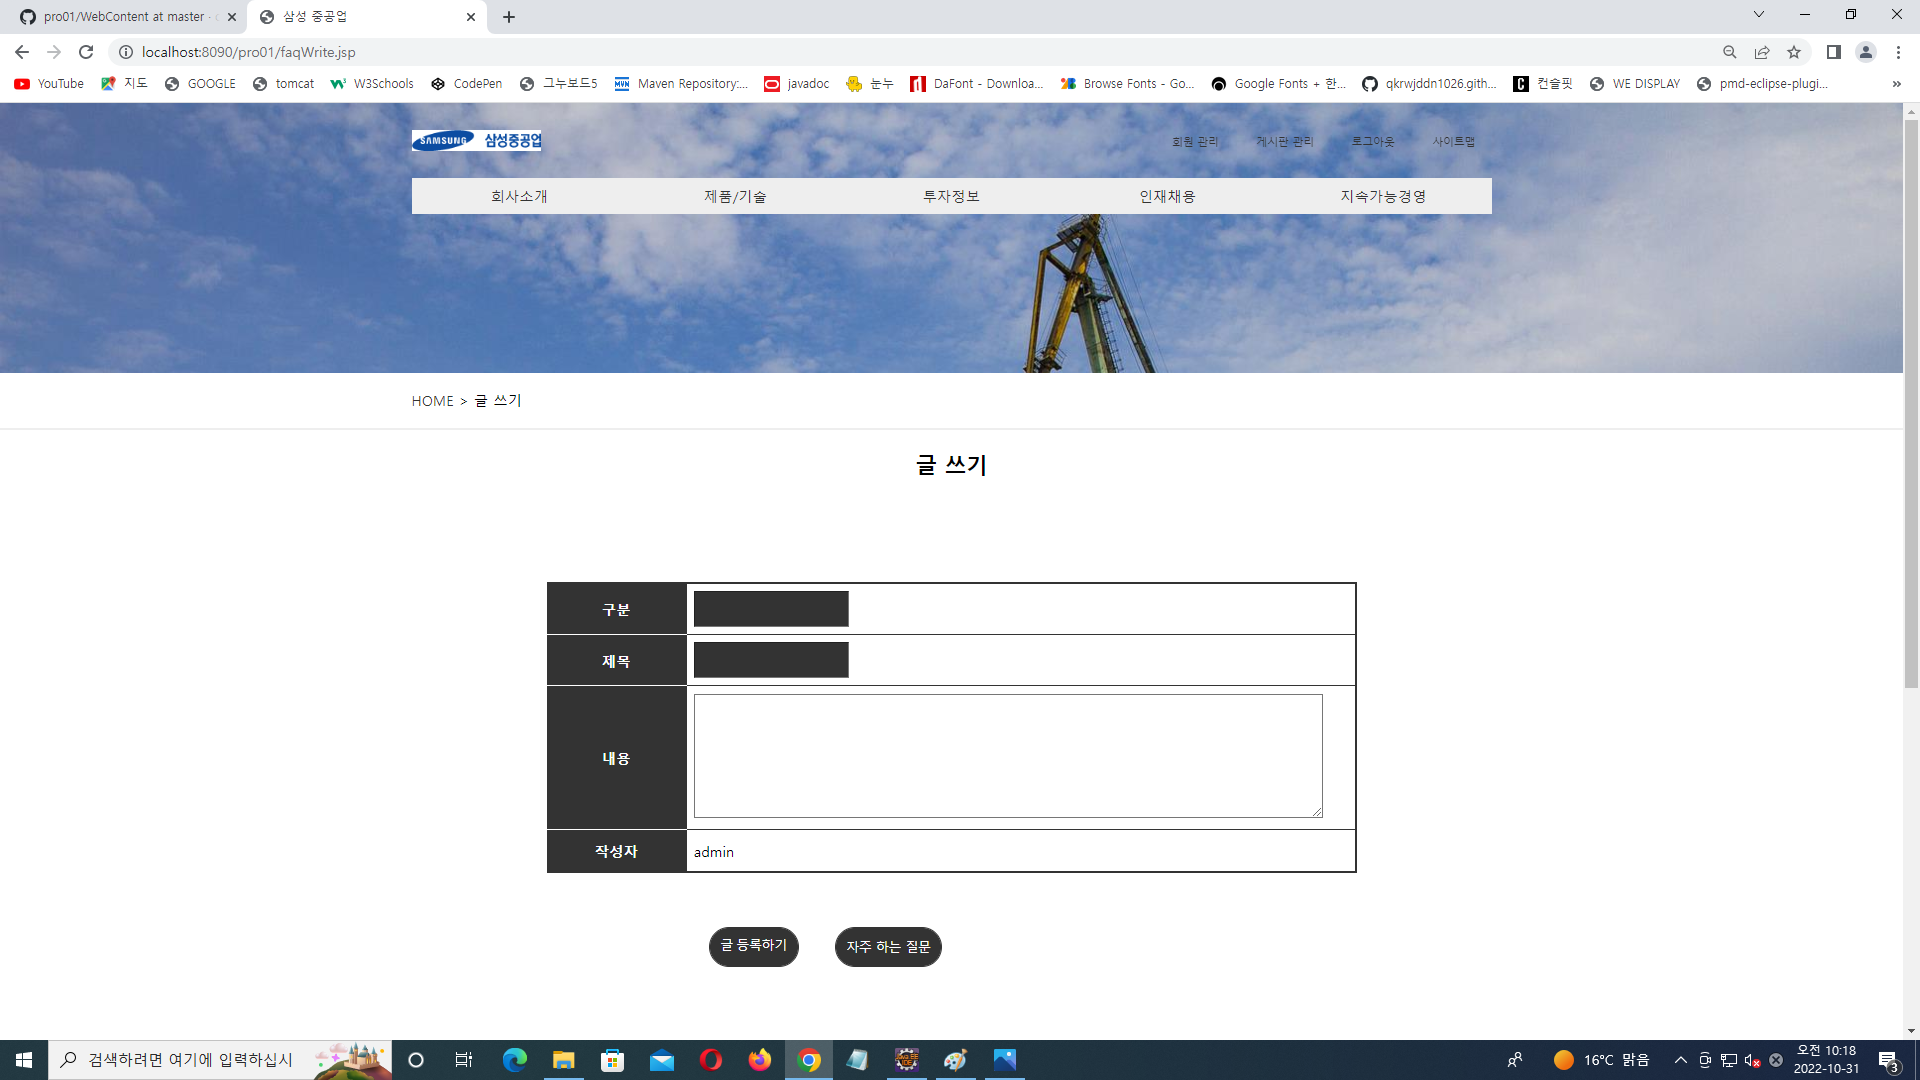 pro01/WebContent at master
삼성 중공업
localhost:8090/pro01/faqWrite.jsp
YouTube 지도 GOOGLE tomcat W3Schools CodePen 그누보드5 Maven Repository:... javadoc 눈누 DaFont - Downloa... Browse Fonts - Go... Google Fonts + 한... qkrwjddn1026.gith... 컨슬핏 WE DISPLAY pmd-eclipse-plugi... »
SAMSUNG 삼성중공업
회원 관리 게시판 관리 로그아웃 사이트맵
회사소개 제품/기술 투자정보 인재채용 지속가능경영
HOME > 글 쓰기
글 쓰기
구분
제목
내용
작성자 admin
글 등록하기 자주 하는 질문
검색하려면 여기에 입력하십시
16°C 맑음
오전 10:18
2022-10-31
3